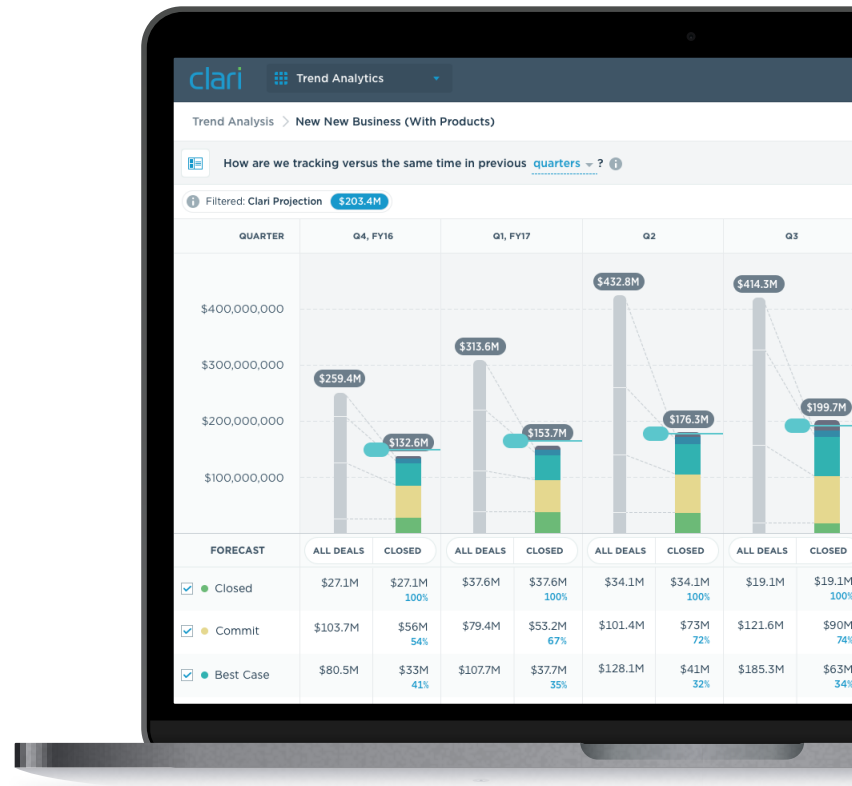 clari
Trend Analytics
Trend Analysis > New New Business (With Products)
How are we tracking versus the same time in previous quarters ? i
i Filtered: Clari Projection $203.4M
QUARTER Q4, FY16 Q1, FY17 Q2 Q3
$432.8M $414.3M
$400,000,000
$313.6M
$300,000,000
$259.4M
$199.7M
$200,000,000 $176.3M
$132.6M $153.7M
$100,000,000
FORECAST ALL DEALS CLOSED ALL DEALS CLOSED ALL DEALS CLOSED ALL DEALS CLOSED
Closed $27.1M $27.1M $37.6M $37.6M $34.1M $34.1M $19.1M $19.1M
100% 100% 100% 100%
Commit $103.7M $56M $79.4M $53.2M $101.4M $73M $121.6M $90M
54% 67% 72% 74%
Best Case $80.5M $33M $107.7M $37.7M $128.1M $41M $185.3M $63M
41% 35% 32% 34%